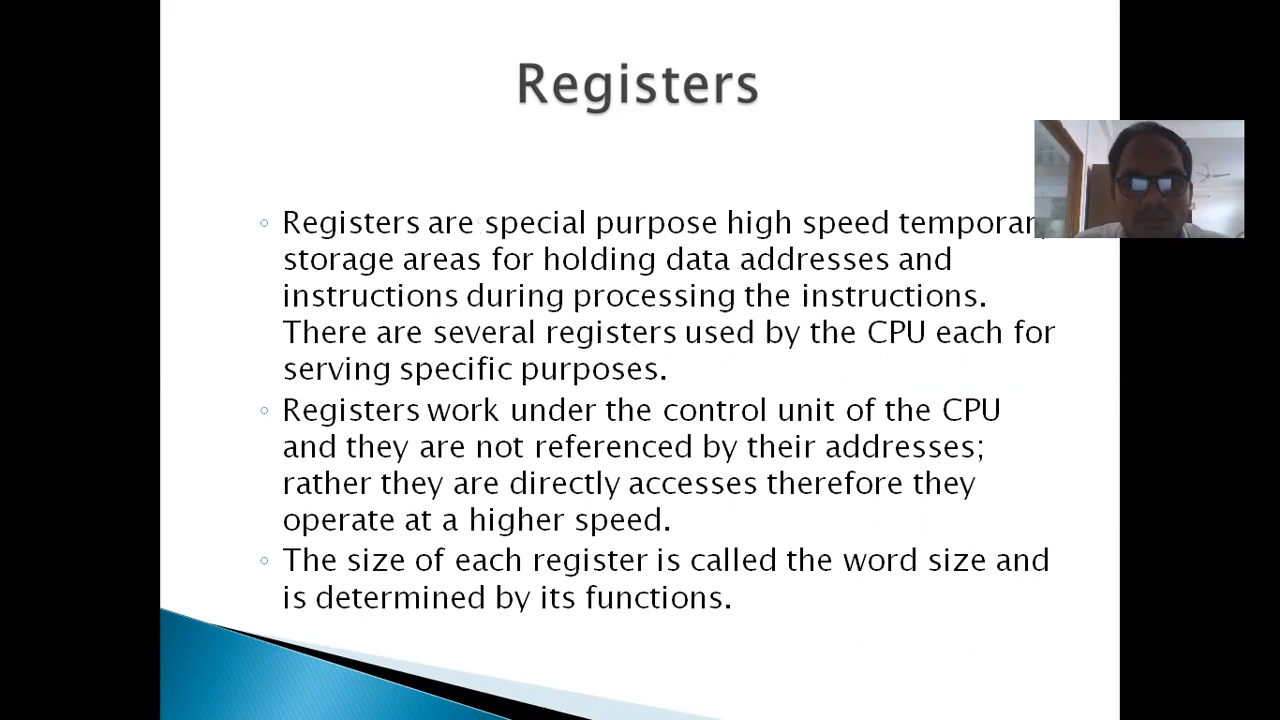 Registers
Registers are special purpose high speed temporary
storage areas for holding data addresses and
instructions during processing the instructions.
There are several registers used by the CPU each for
serving specific purposes.
Registers work under the control unit of the CPU
and they are not referenced by their addresses;
rather they are directly accesses therefore they
operate at a higher speed.
The size of each register is called the word size and
is determined by its functions.